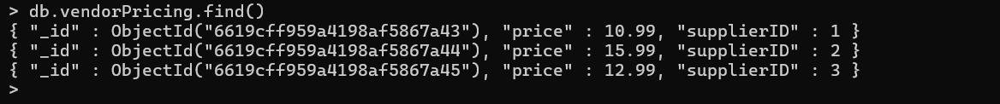 > db.vendorPricing.find()
{ "_id" : ObjectId("6619cff959a4198af5867a43"), "price" : 10.99, "supplierID" : 1 }
{ "_id" : ObjectId("6619cff959a4198af5867a44"), "price" : 15.99, "supplierID" : 2 }
{ "_id" : ObjectId("6619cff959a4198af5867a45"), "price" : 12.99, "supplierID" : 3 }
>